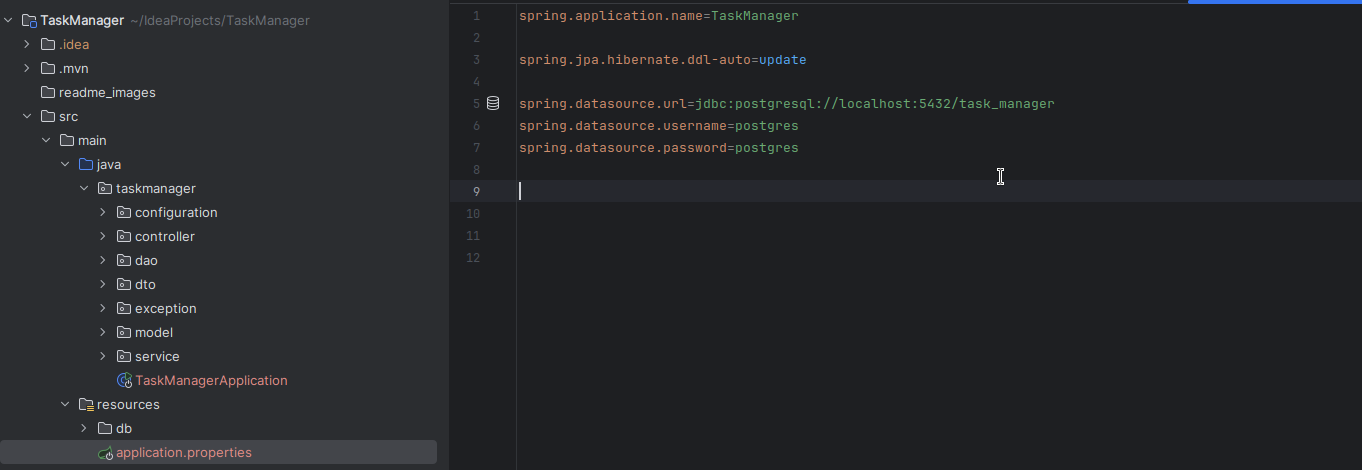 TaskManager ~/IdeaProjects/TaskManager
.idea
.mvn
readme_images
src
main
java
taskmanager
configuration
controller
dao
dto
exception
model
service
TaskManagerApplication
resources
db
application.properties
1 spring.application.name=TaskManager
2
3 spring.jpa.hibernate.ddl-auto=update
4
5 spring.datasource.url=jdbc:postgresql://localhost:5432/task_manager
6 spring.datasource.username=postgres
7 spring.datasource.password=postgres
8
9
10
11
12